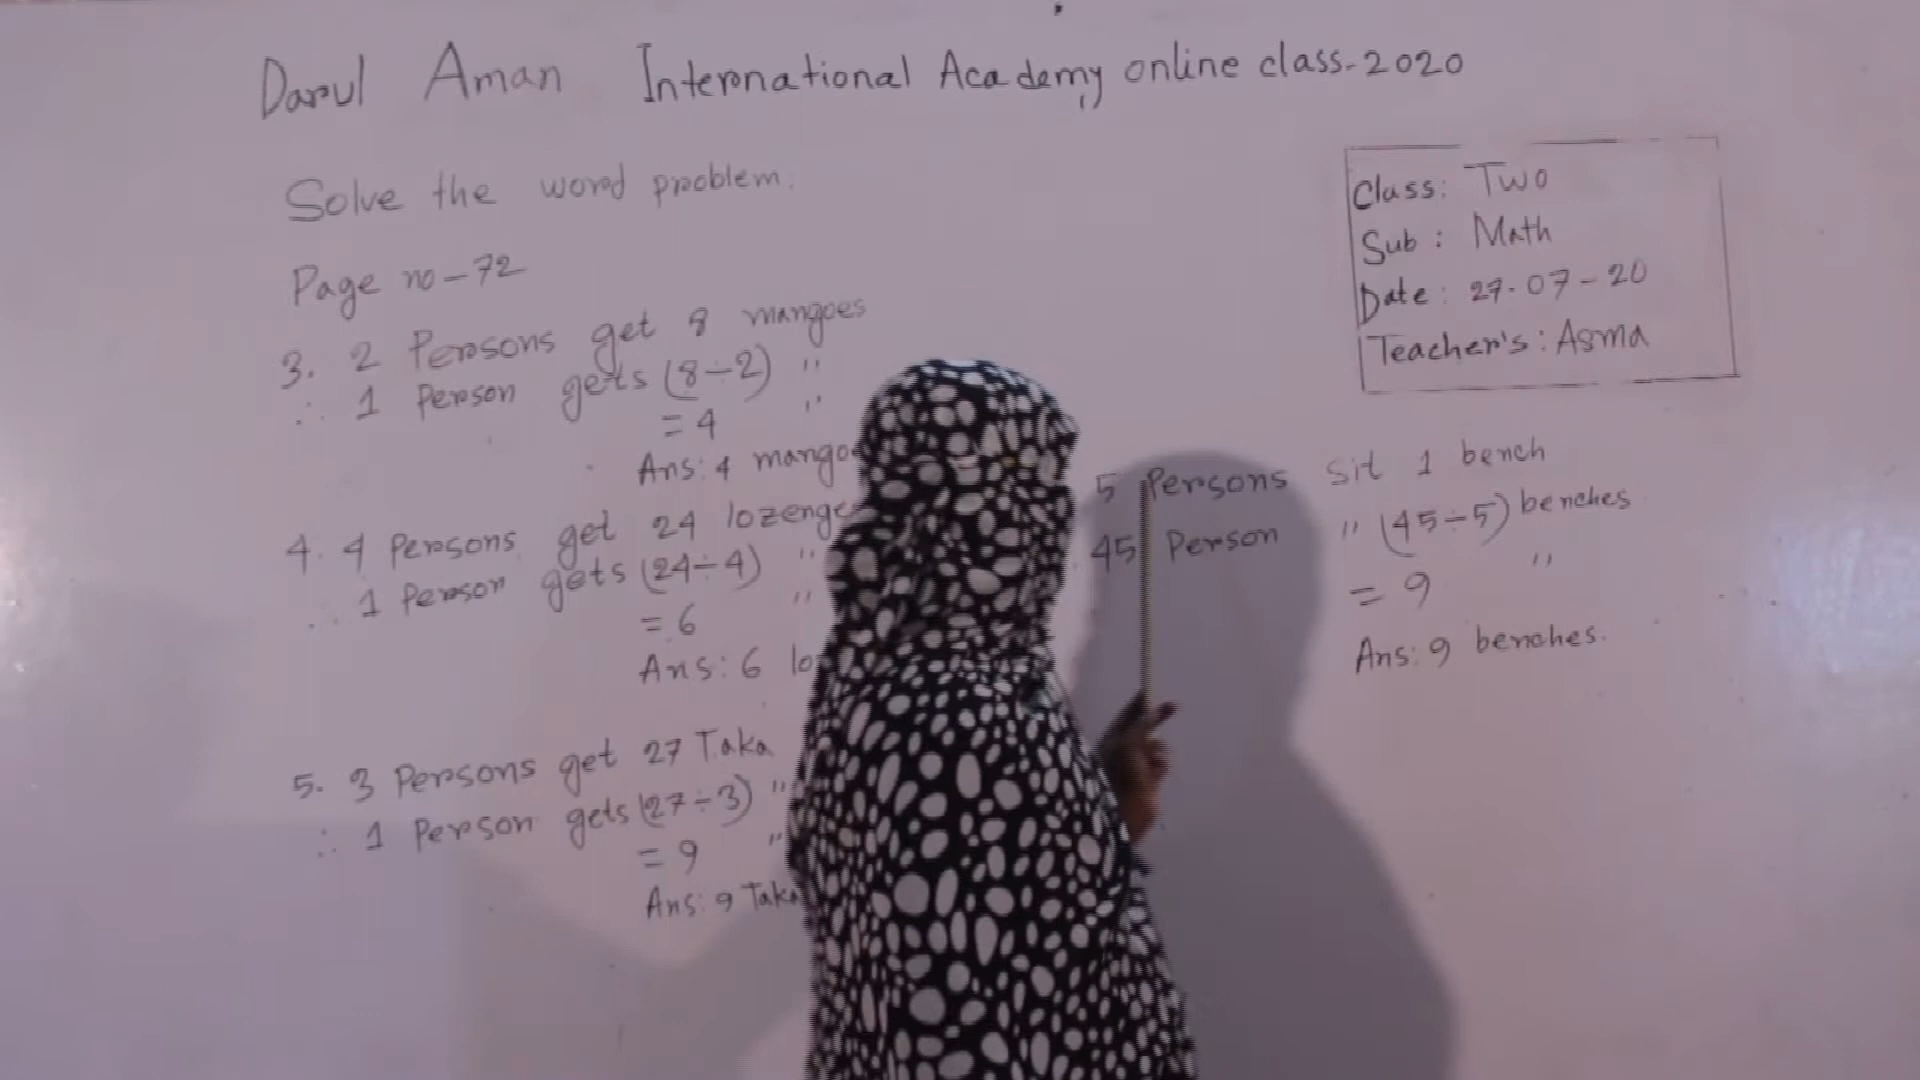 Darul Aman International Academy online class-2020
Solve the word problem.
Page no-72
3. 2 Persons get 8 mangoes
∴ 1 Person gets (8÷2) "
= 4 "
Ans: 4 mango
4. 4 Persons get 24 lozenge
∴ 1 Person gets (24÷4) "
= 6 "
Ans: 6 lo
5. 3 Persons get 27 Taka
∴ 1 Person gets (27÷3) "
= 9 "
Ans: 9 Taka
Class: Two
Sub: Math
Date: 27-07-20
Teacher's: Asma
5 Persons sit 1 bench
45 Person " (45÷5) benches
= 9 "
Ans: 9 benches.